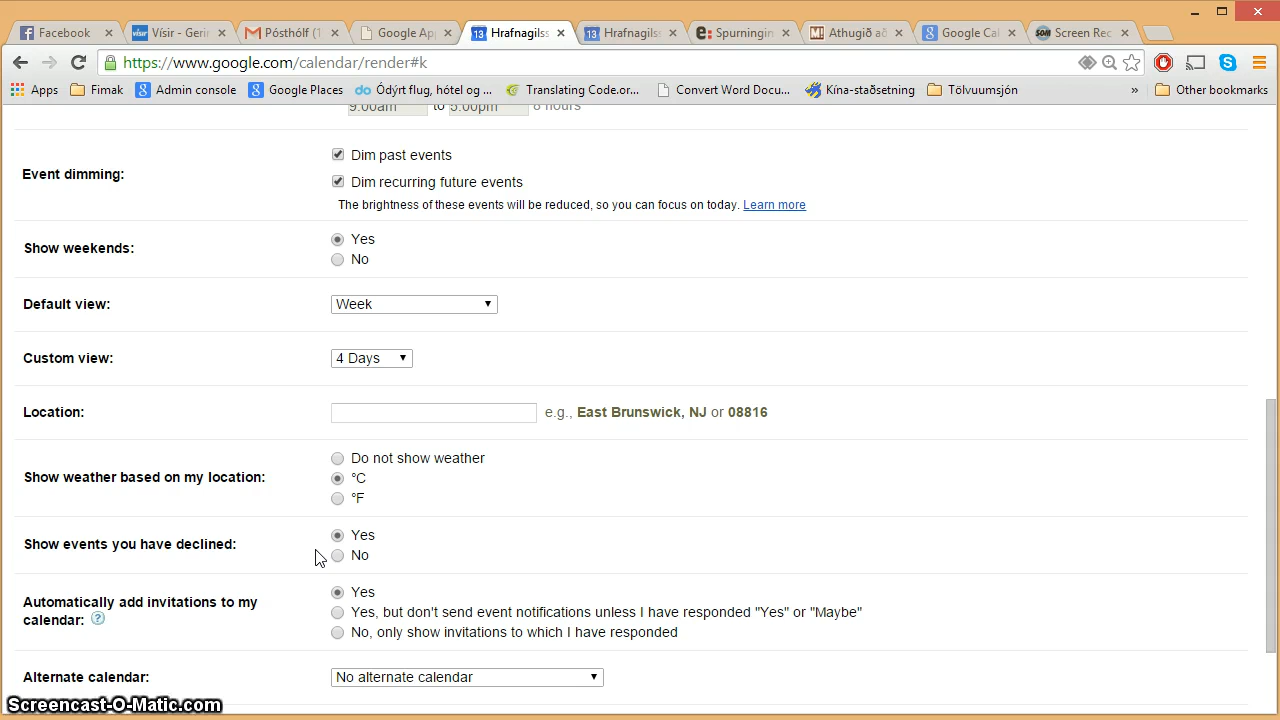 Facebook
Vísir - Gerir
Pósthólf (1
Google App
13 Hrafnagilss
13 Hrafnagilss
e: Spurningin
M! Athugið að
Google Cal
SOM Screen Rec
https://www.google.com/calendar/render#k
Apps
Fimak
Admin console
Google Places
Ódýrt flug, hótel og ...
Translating Code.or...
Convert Word Docu...
Kína-staðsetning
Tölvuumsjón
»
Other bookmarks
9:00am to 5:00pm 8 hours
Event dimming:
Dim past events
Dim recurring future events
The brightness of these events will be reduced, so you can focus on today. Learn more
Show weekends:
Yes
No
Default view:
Week
Custom view:
4 Days
Location:
e.g., East Brunswick, NJ or 08816
Show weather based on my location:
Do not show weather
°C
°F
Show events you have declined:
Yes
No
Automatically add invitations to my
calendar: ?
Yes
Yes, but don't send event notifications unless I have responded "Yes" or "Maybe"
No, only show invitations to which I have responded
Alternate calendar:
No alternate calendar
Screencast-O-Matic.com